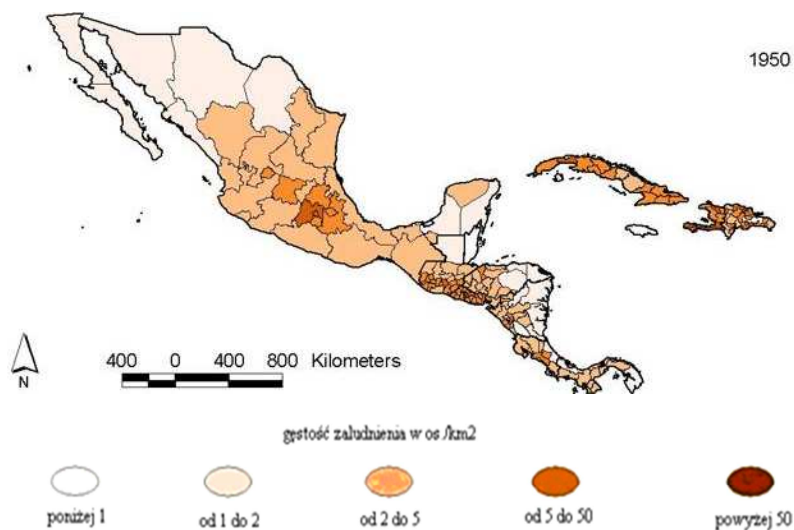 1950
400 0 400 800 Kilometers
N
gęstość zaludnienia w os./km2
poniżej 1
od 1 do 2
od 2 do 5
od 5 do 50
powyżej 50